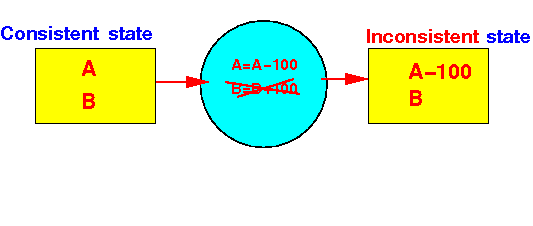 Consistent state
A
B
A=A-100
B=B+100
Inconsistent state
A-100
B